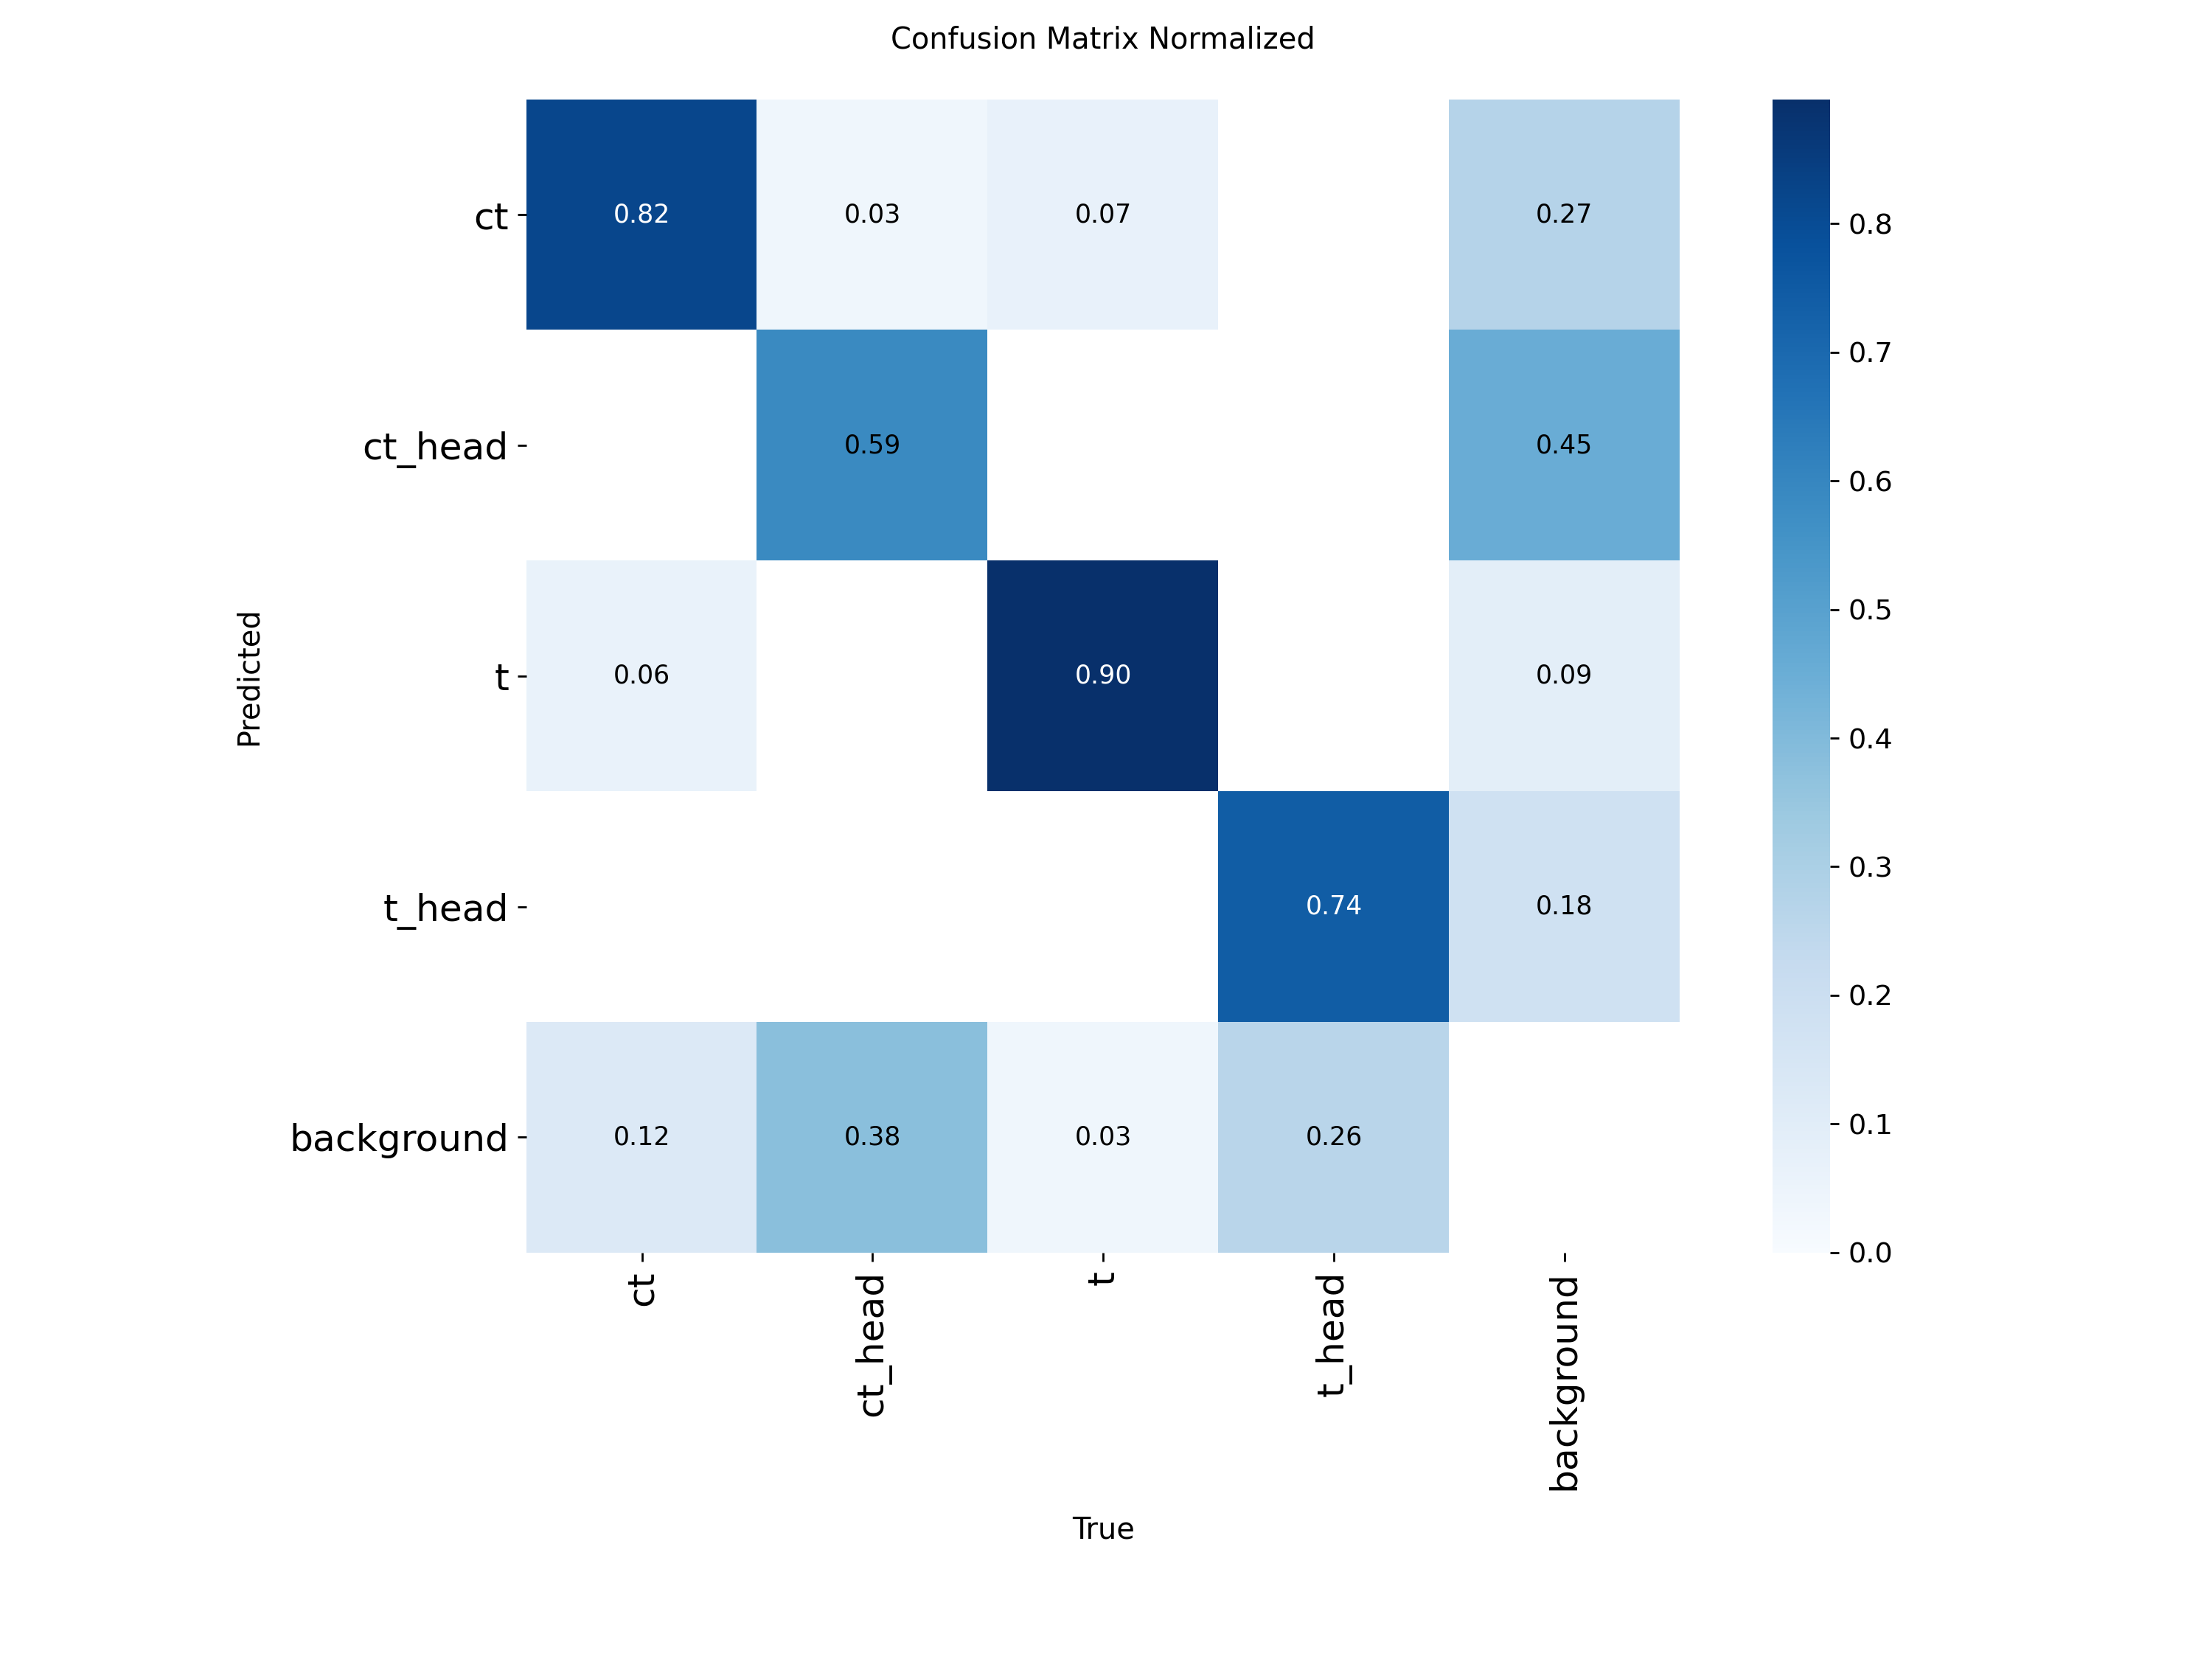 Confusion Matrix Normalized
Predicted
ct 0.82 0.03 0.07 0.27
ct_head 0.59 0.45
t 0.06 0.90 0.09
t_head 0.74 0.18
background 0.12 0.38 0.03 0.26
ct ct_head t t_head background
True
0.8
0.7
0.6
0.5
0.4
0.3
0.2
0.1
0.0